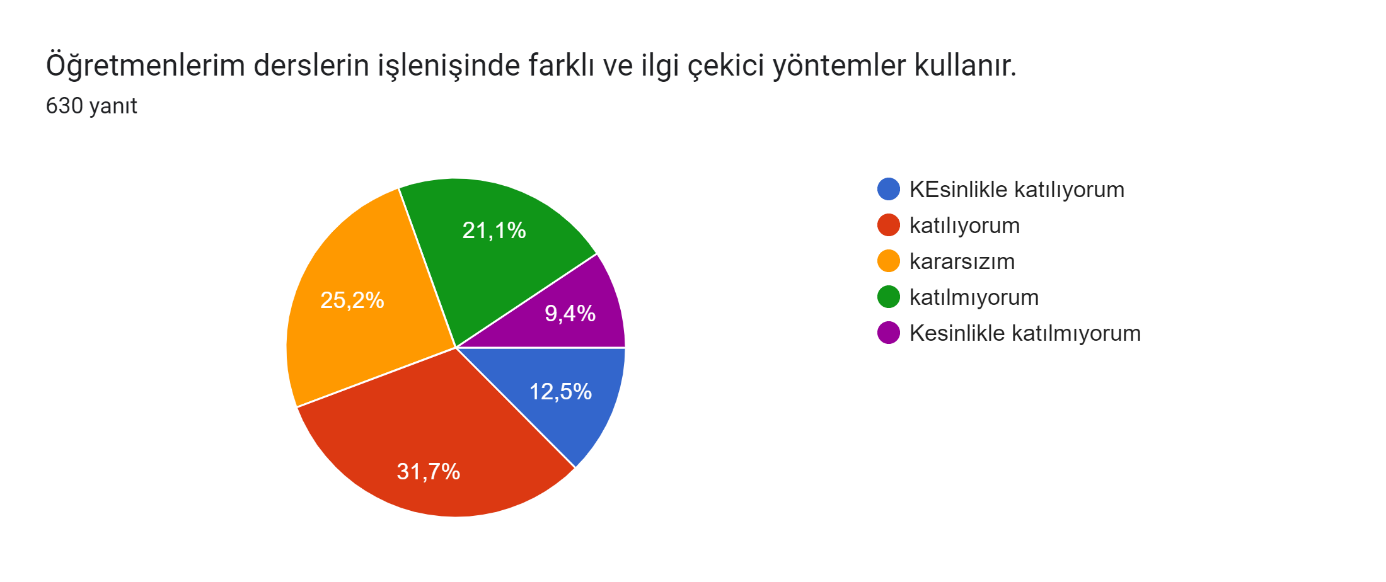 Öğretmenlerim derslerin işlenişinde farklı ve ilgi çekici yöntemler kullanır.
630 yanıt
21,1%
25,2%
9,4%
12,5%
31,7%
KEsinlikle katılıyorum
katılıyorum
kararsızım
katılmıyorum
Kesinlikle katılmıyorum